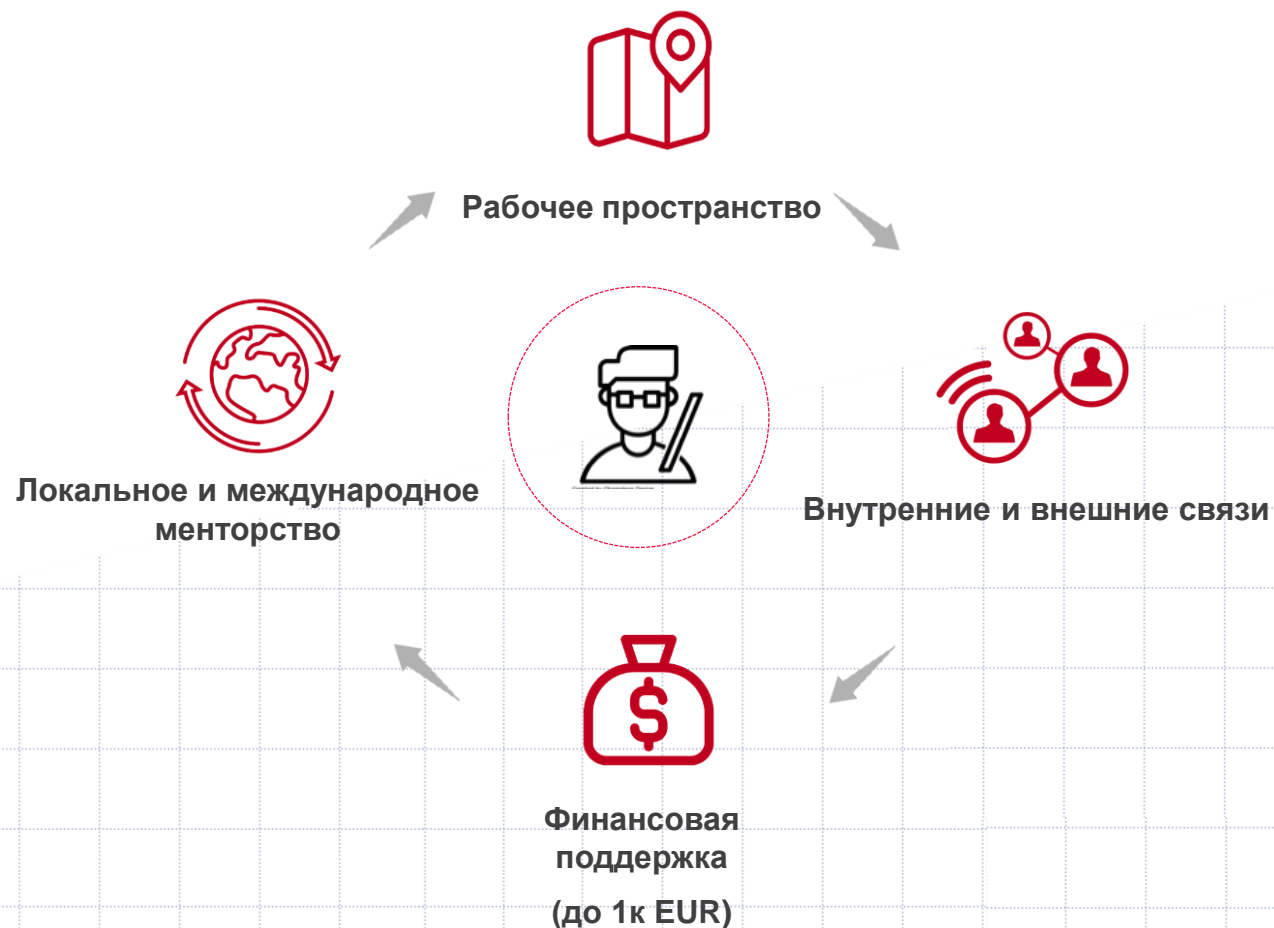 Рабочее пространство
Локальное и международное
менторство
Внутренние и внешние связи
$
Финансовая
поддержка
(до 1к EUR)